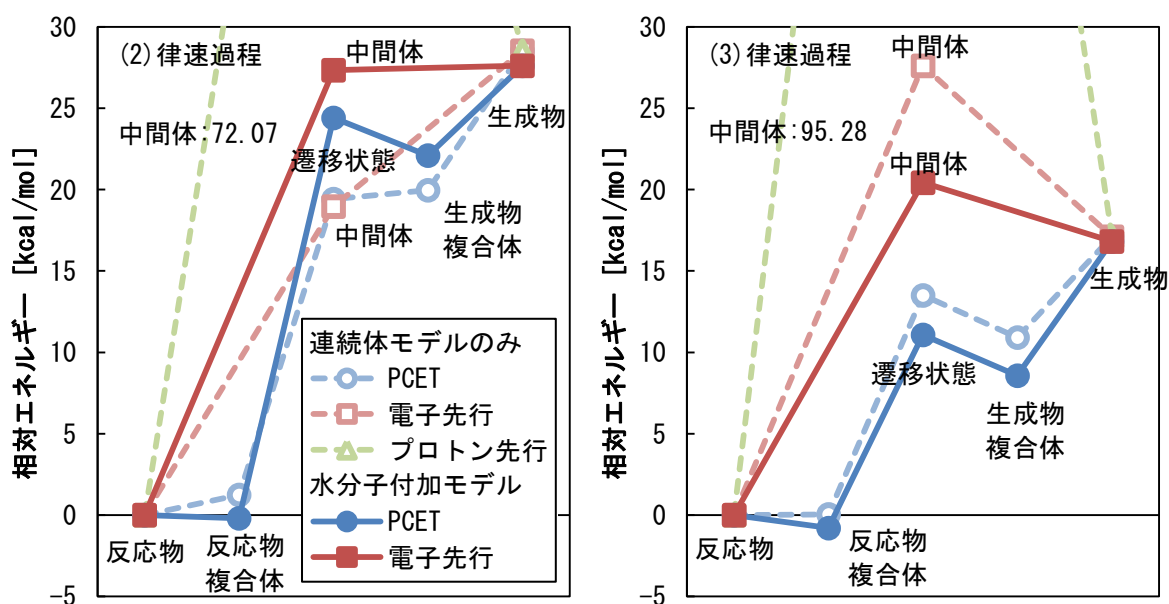 相対エネルギー [kcal/mol]
30
25
20
15
10
5
0
-5
(2)律速過程
中間体
中間体:72.07
生成物
遷移状態
中間体
生成物
複合体
反応物
反応物
複合体
連続体モデルのみ
PCET
電子先行
プロトン先行
水分子付加モデル
PCET
電子先行
相対エネルギー [kcal/mol]
30
25
20
15
10
5
0
-5
(3)律速過程
中間体
中間体:95.28
中間体
生成物
遷移状態
生成物
複合体
反応物
反応物
複合体